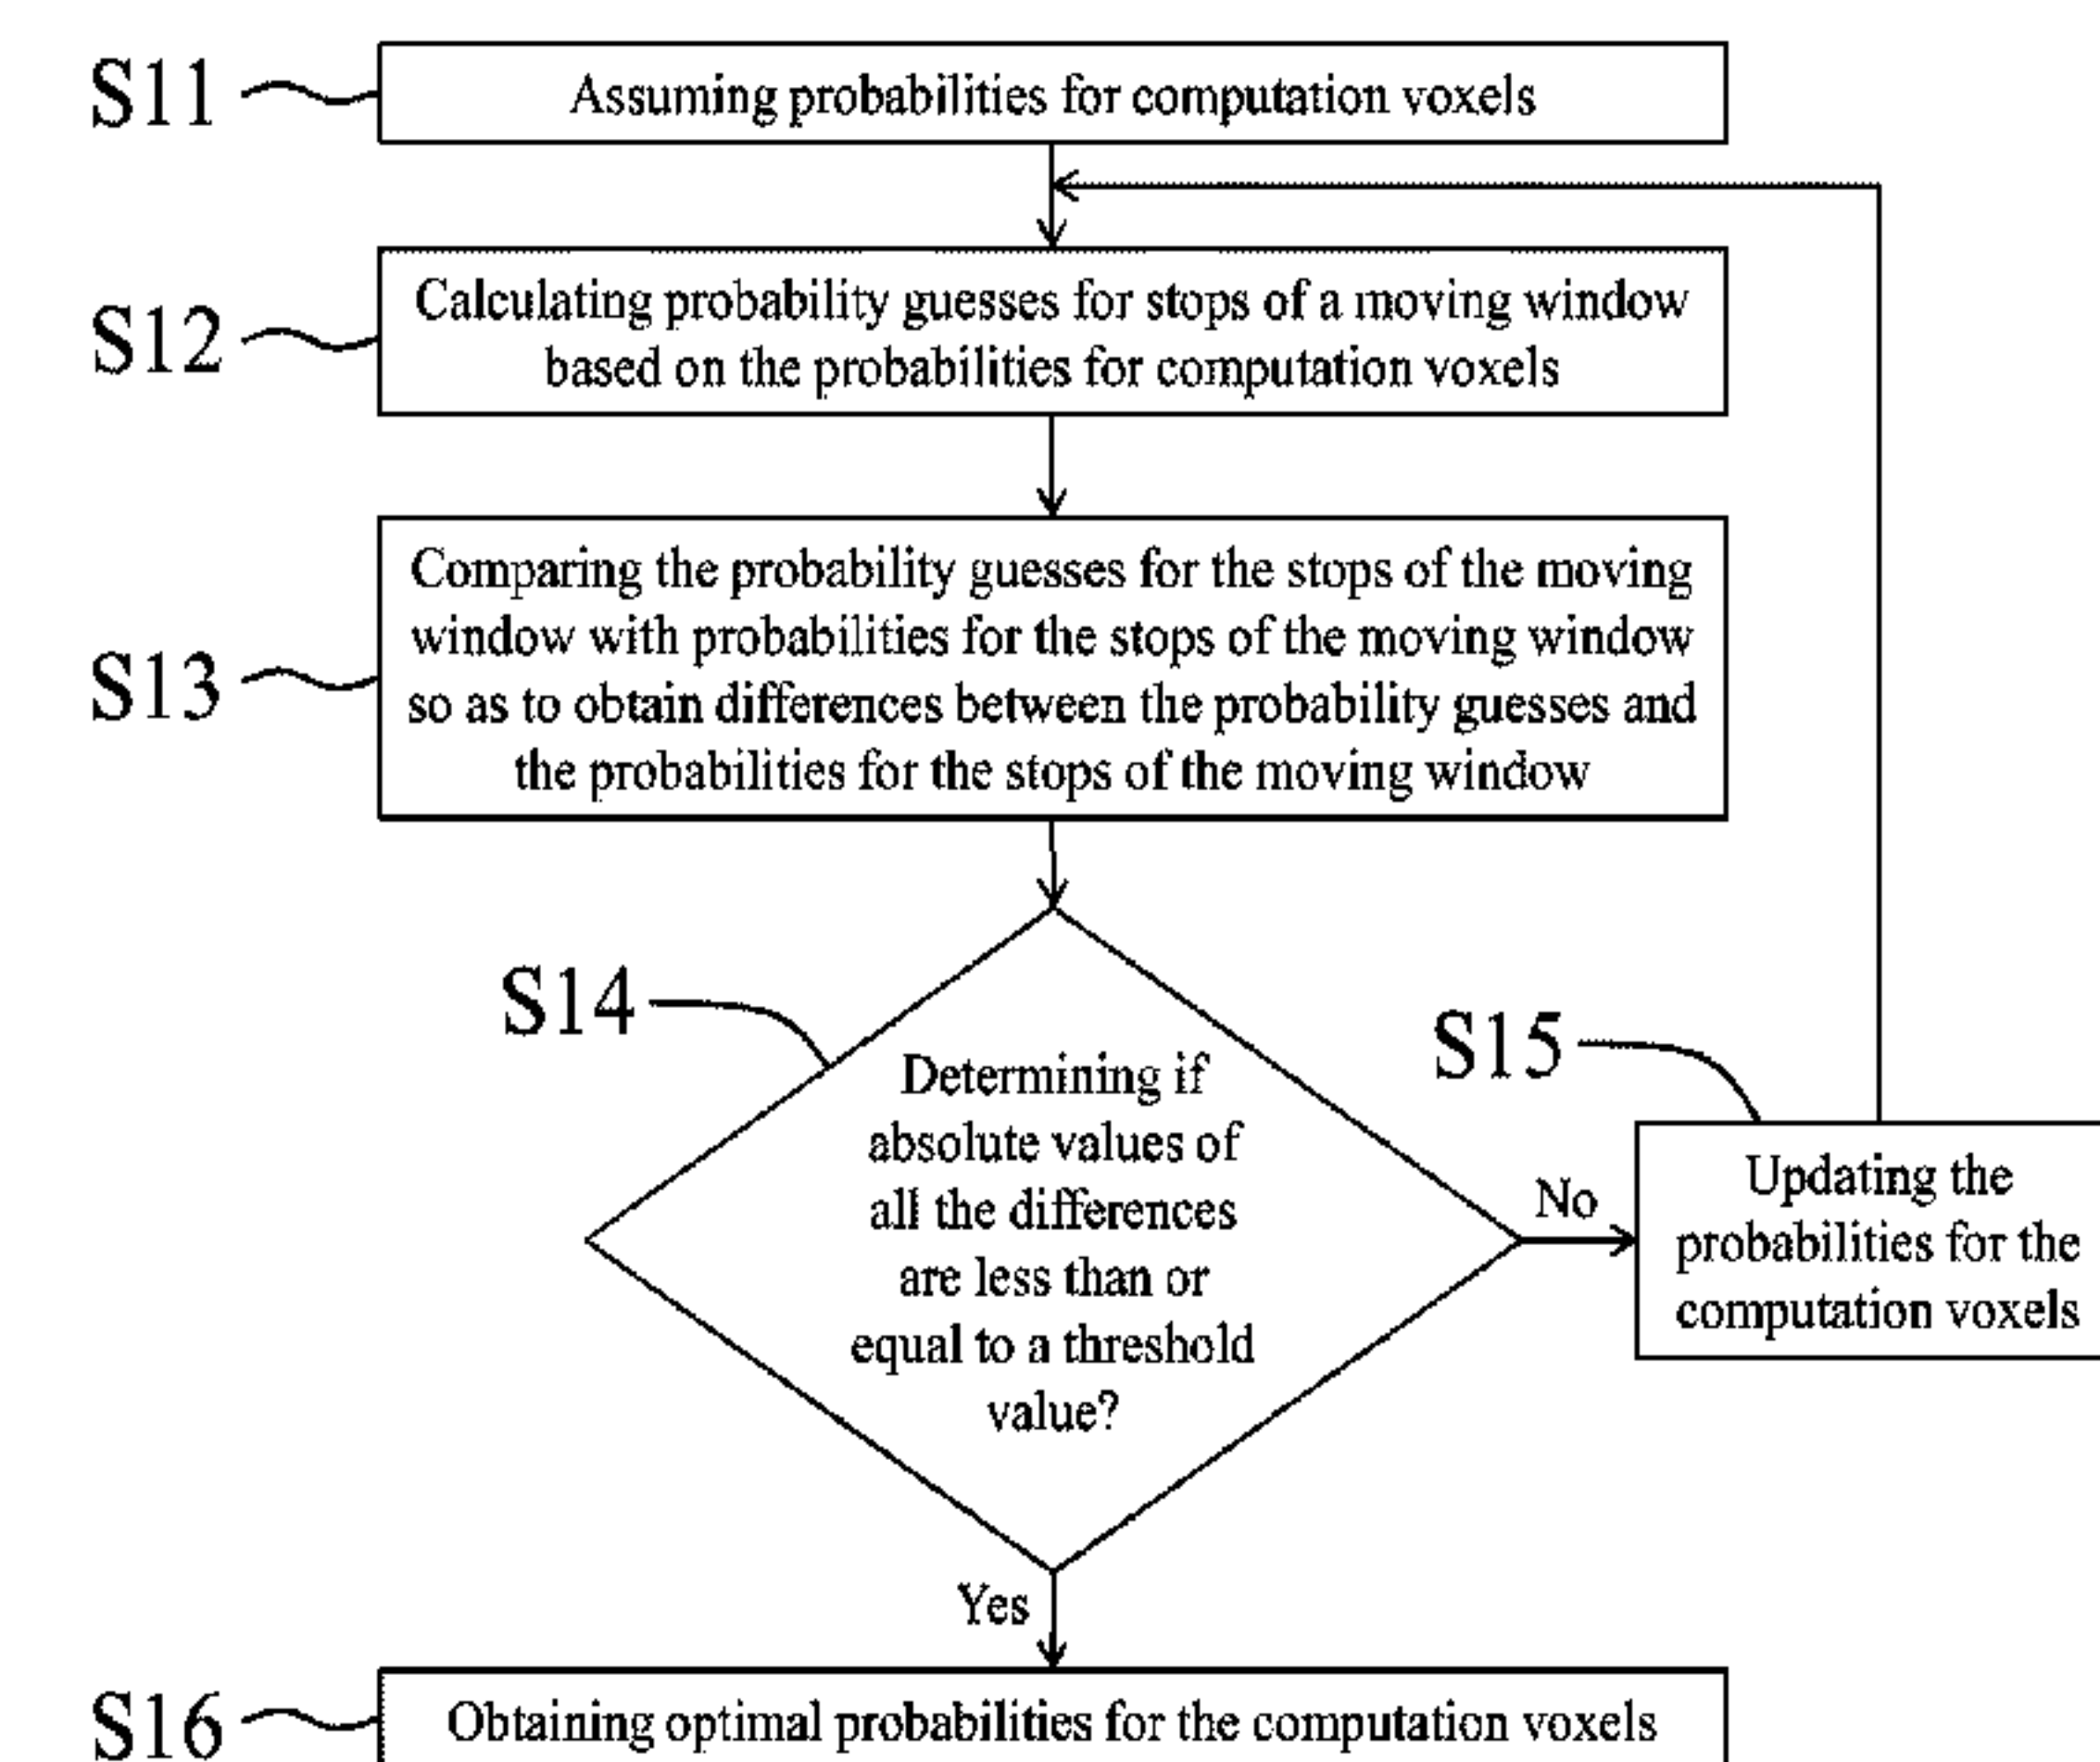 S11
Assuming probabilities for computation voxels
S12
Calculating probability guesses for stops of a moving window
based on the probabilities for computation voxels
S13
Comparing the probability guesses for the stops of the moving
window with probabilities for the stops of the moving window
so as to obtain differences between the probability guesses and
the probabilities for the stops of the moving window
S14
Determining if
absolute values of
all the differences
are less than or
equal to a threshold
value?
No
S15
Updating the
probabilities for the
computation voxels
Yes
S16
Obtaining optimal probabilities for the computation voxels